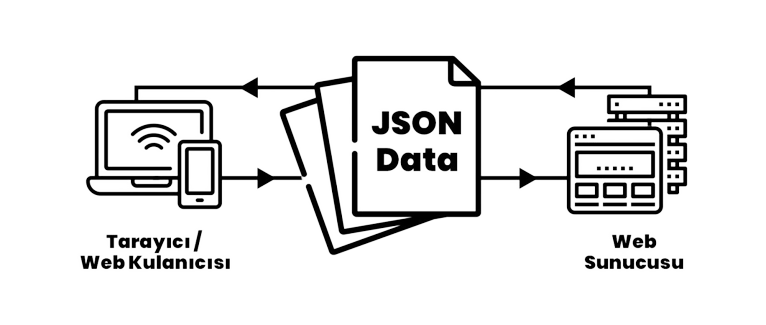 JSON
Data
Tarayıcı /
Web Kulanıcısı
Web
Sunucusu